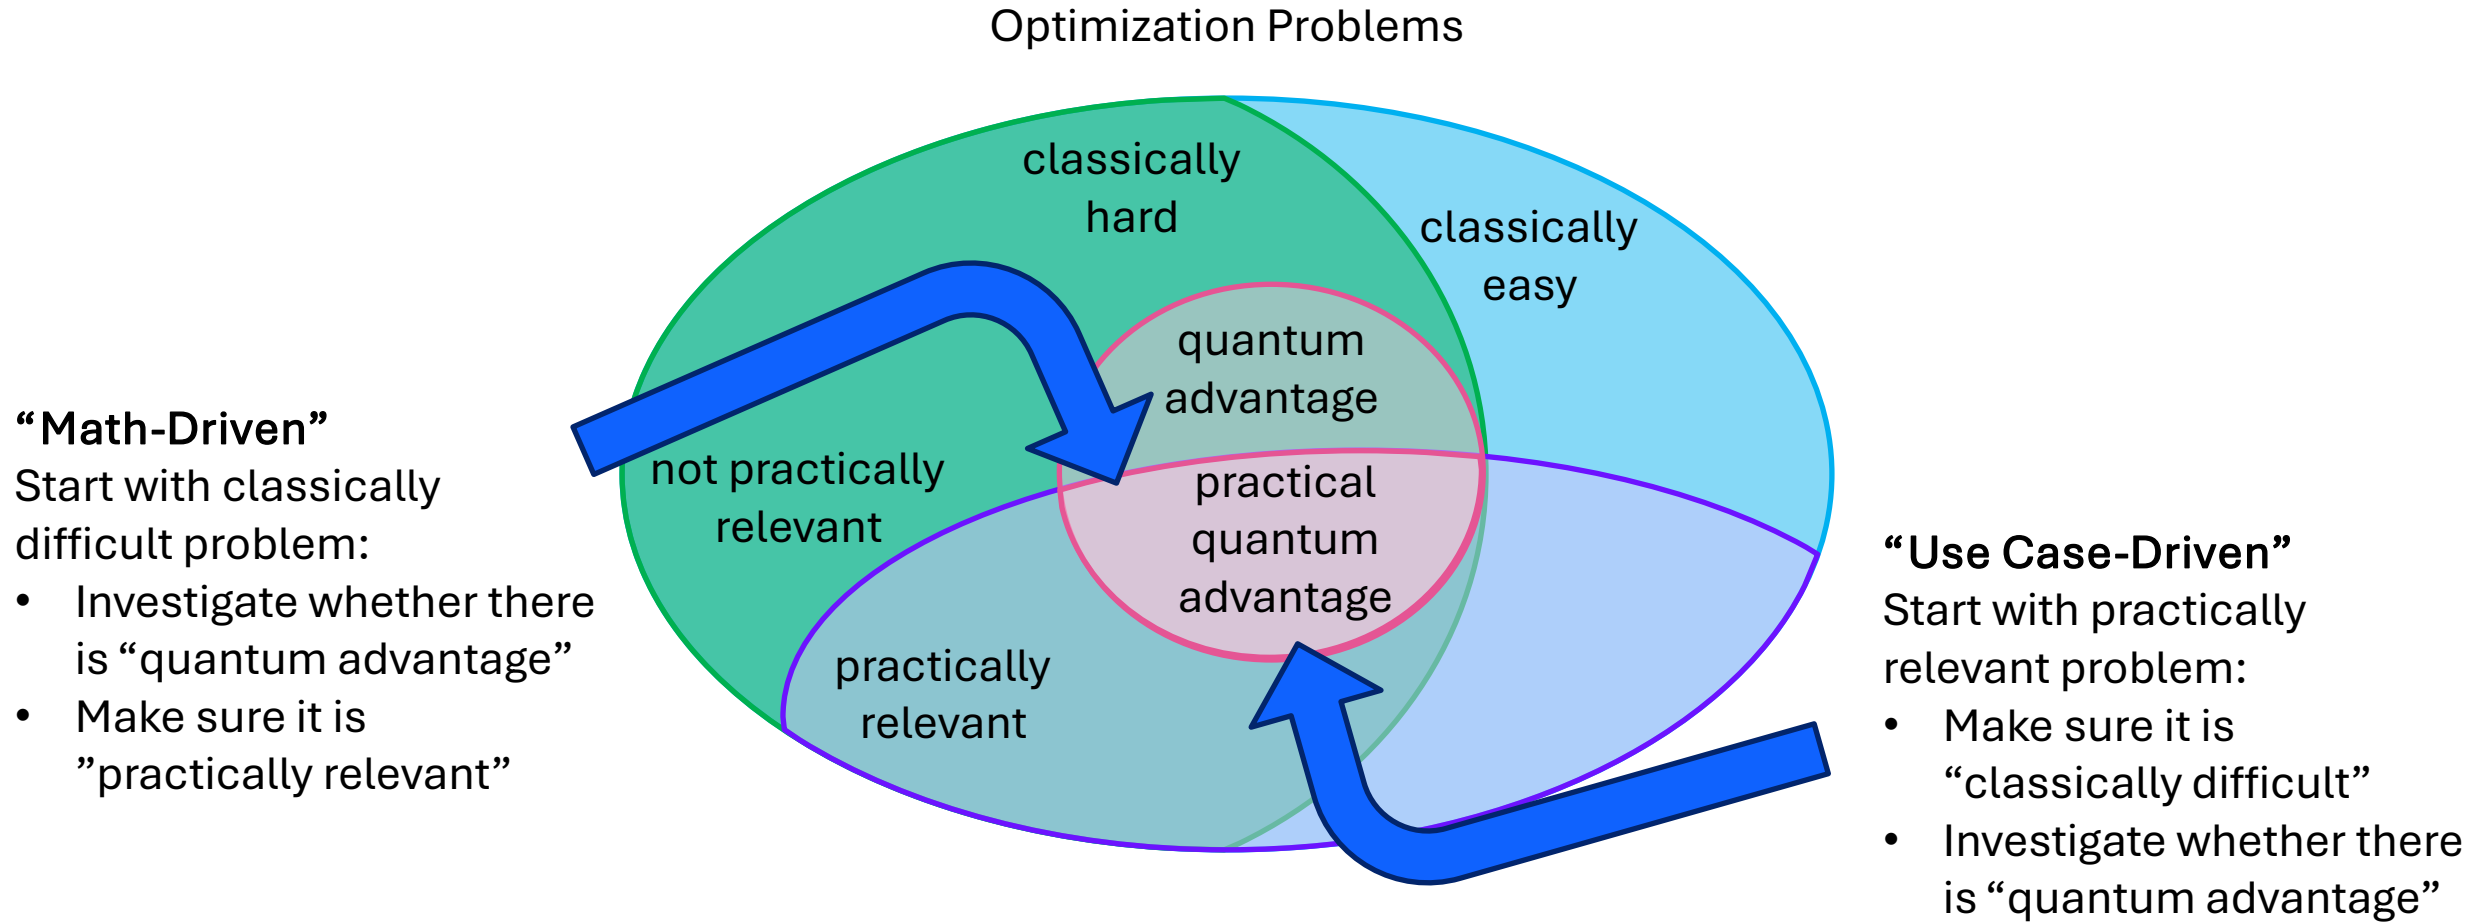 Optimization Problems
classically
hard
classically
easy
quantum
advantage
not practically
relevant
practical
quantum
advantage
practically
relevant
“Math-Driven”
Start with classically
difficult problem:
• Investigate whether there
is “quantum advantage”
• Make sure it is
”practically relevant”
“Use Case-Driven”
Start with practically
relevant problem:
• Make sure it is
“classically difficult”
• Investigate whether there
is “quantum advantage”